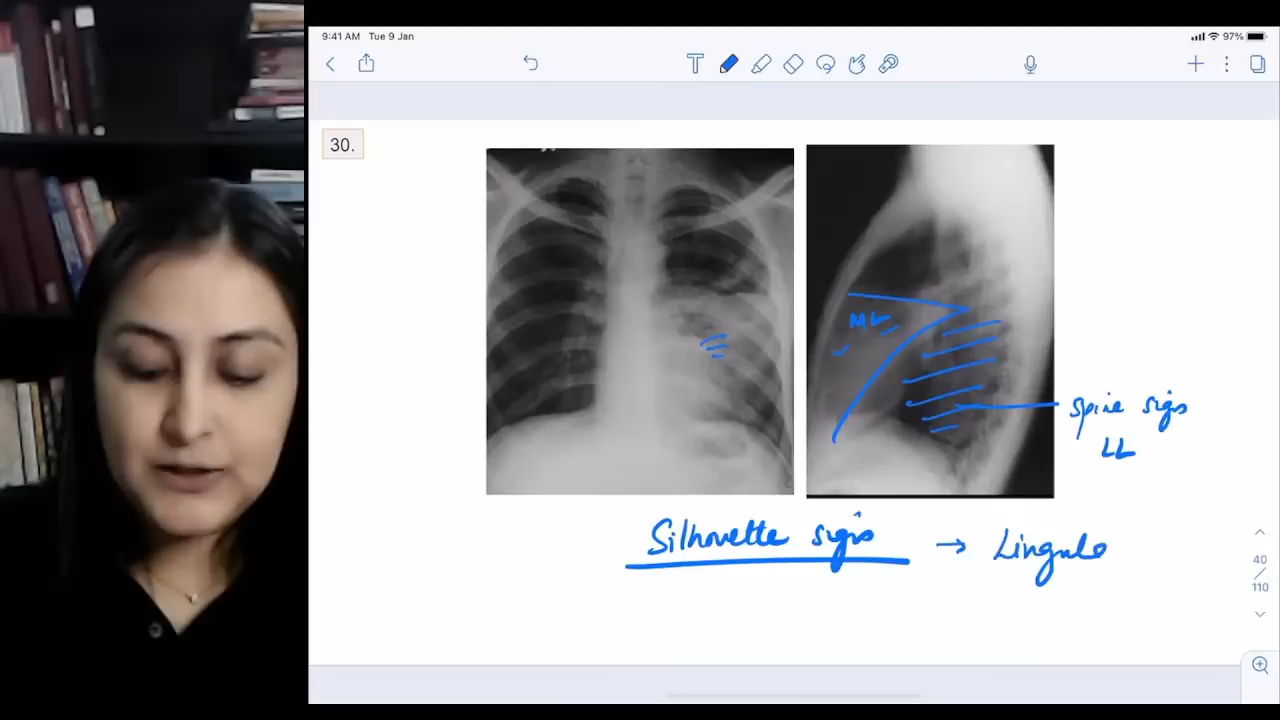 9:41 AM Tue 9 Jan
97%
30.
ML
Spine sign
LL
Silhouette sign → Lingula
40
/
110